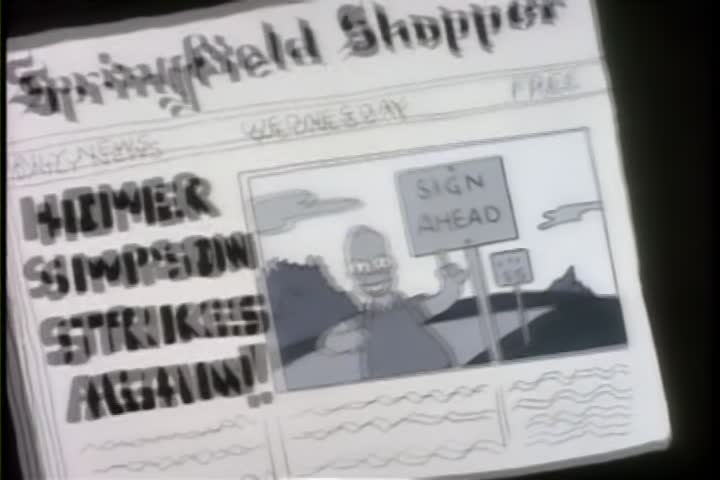 Springfield Shopper
DAILY NEWS WEDNESDAY FREE
HOMER
SIMPSON
STRIKES
AGAIN!
SIGN
AHEAD